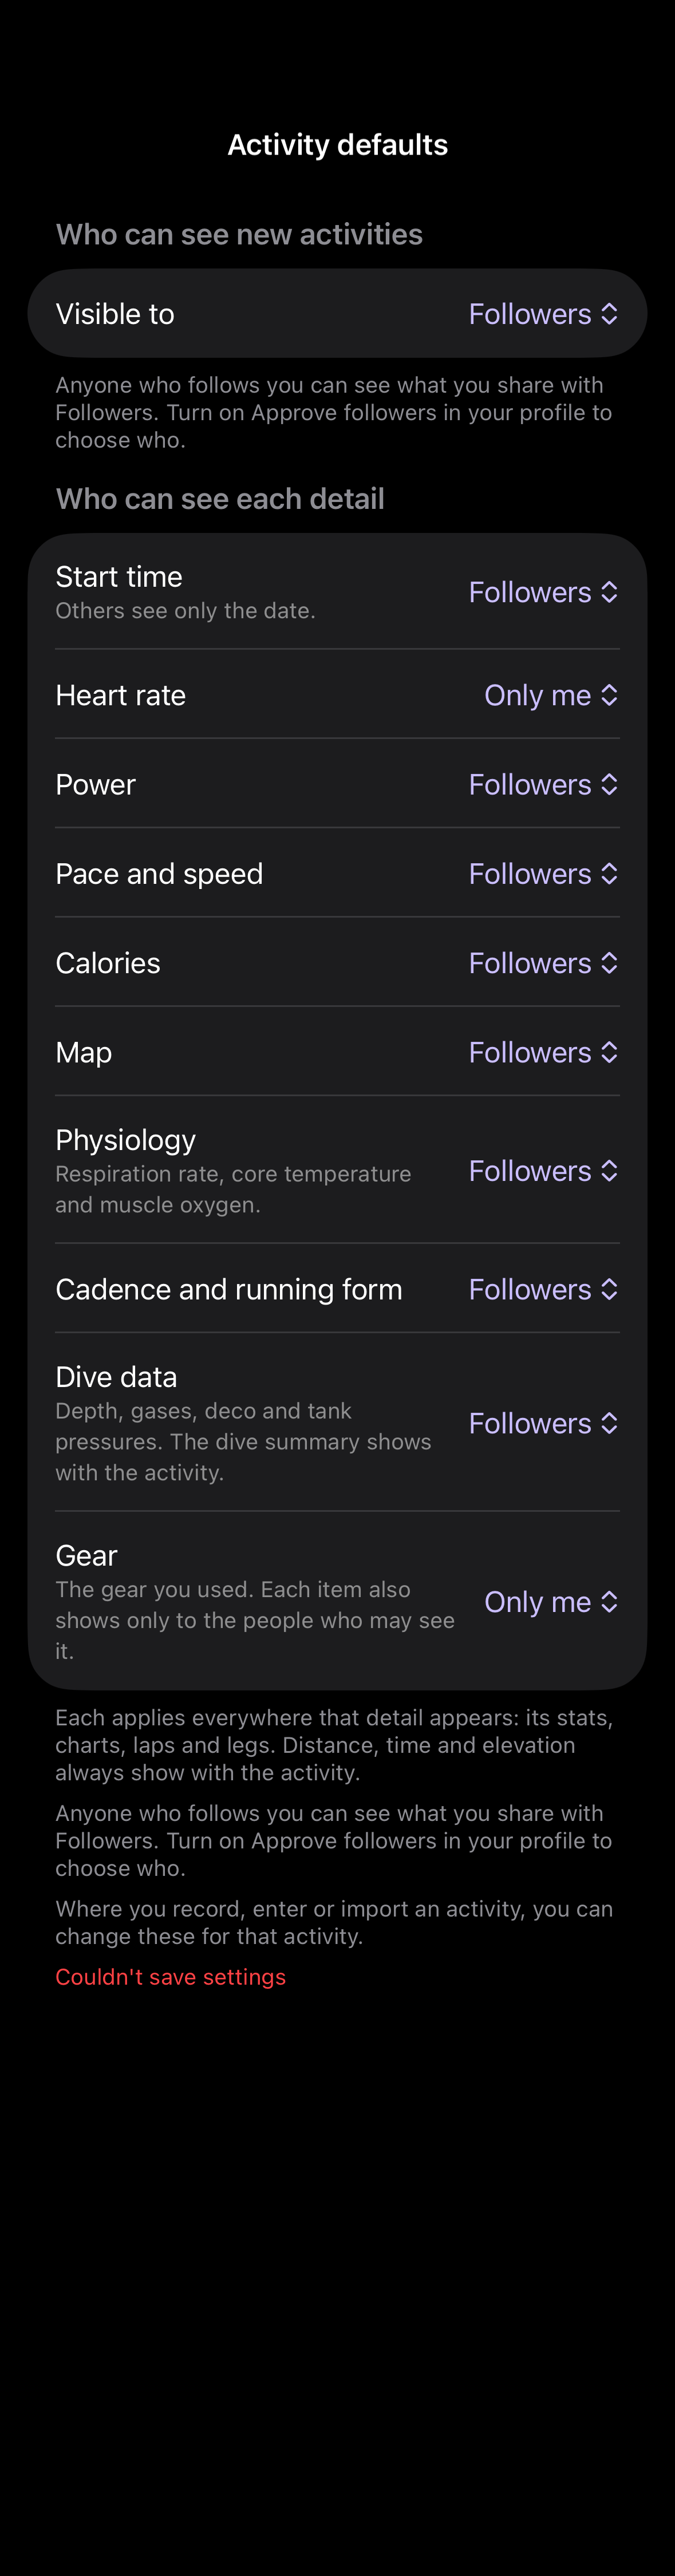 Activity defaults
Who can see new activities
Visible to
Followers
Anyone who follows you can see what you share with
Followers. Turn on Approve followers in your profile to
choose who.
Who can see each detail
Start time
Others see only the date.
Followers
Heart rate
Only me
Power
Followers
Pace and speed
Followers
Calories
Followers
Map
Followers
Physiology
Respiration rate, core temperature
and muscle oxygen.
Followers
Cadence and running form
Followers
Dive data
Depth, gases, deco and tank
pressures. The dive summary shows
with the activity.
Followers
Gear
The gear you used. Each item also
shows only to the people who may see
it.
Only me
Each applies everywhere that detail appears: its stats,
charts, laps and legs. Distance, time and elevation
always show with the activity.
Anyone who follows you can see what you share with
Followers. Turn on Approve followers in your profile to
choose who.
Where you record, enter or import an activity, you can
change these for that activity.
Couldn't save settings